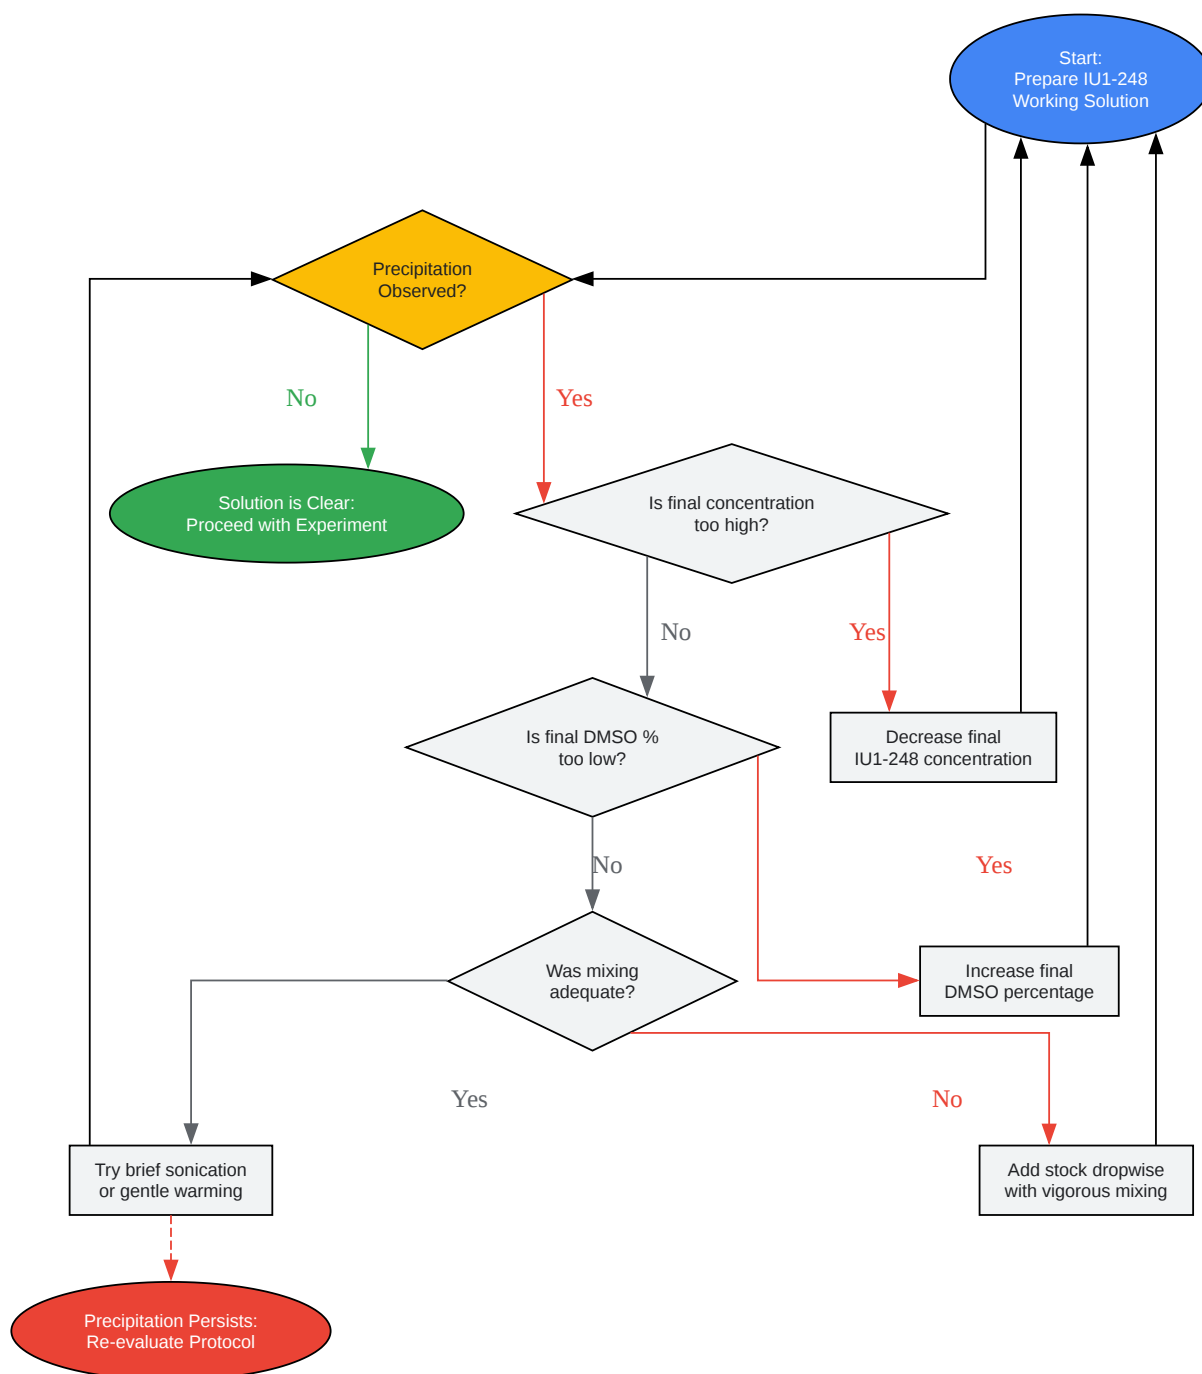 Start:
Prepare IU1-248
Working Solution
Precipitation
Observed?
No
Yes
Solution is Clear:
Proceed with Experiment
Is final concentration
too high?
No
Yes
Is final DMSO %
too low?
Decrease final
IU1-248 concentration
No
Yes
Was mixing
adequate?
Increase final
DMSO percentage
Yes
No
Try brief sonication
or gentle warming
Add stock dropwise
with vigorous mixing
Precipitation Persists:
Re-evaluate Protocol